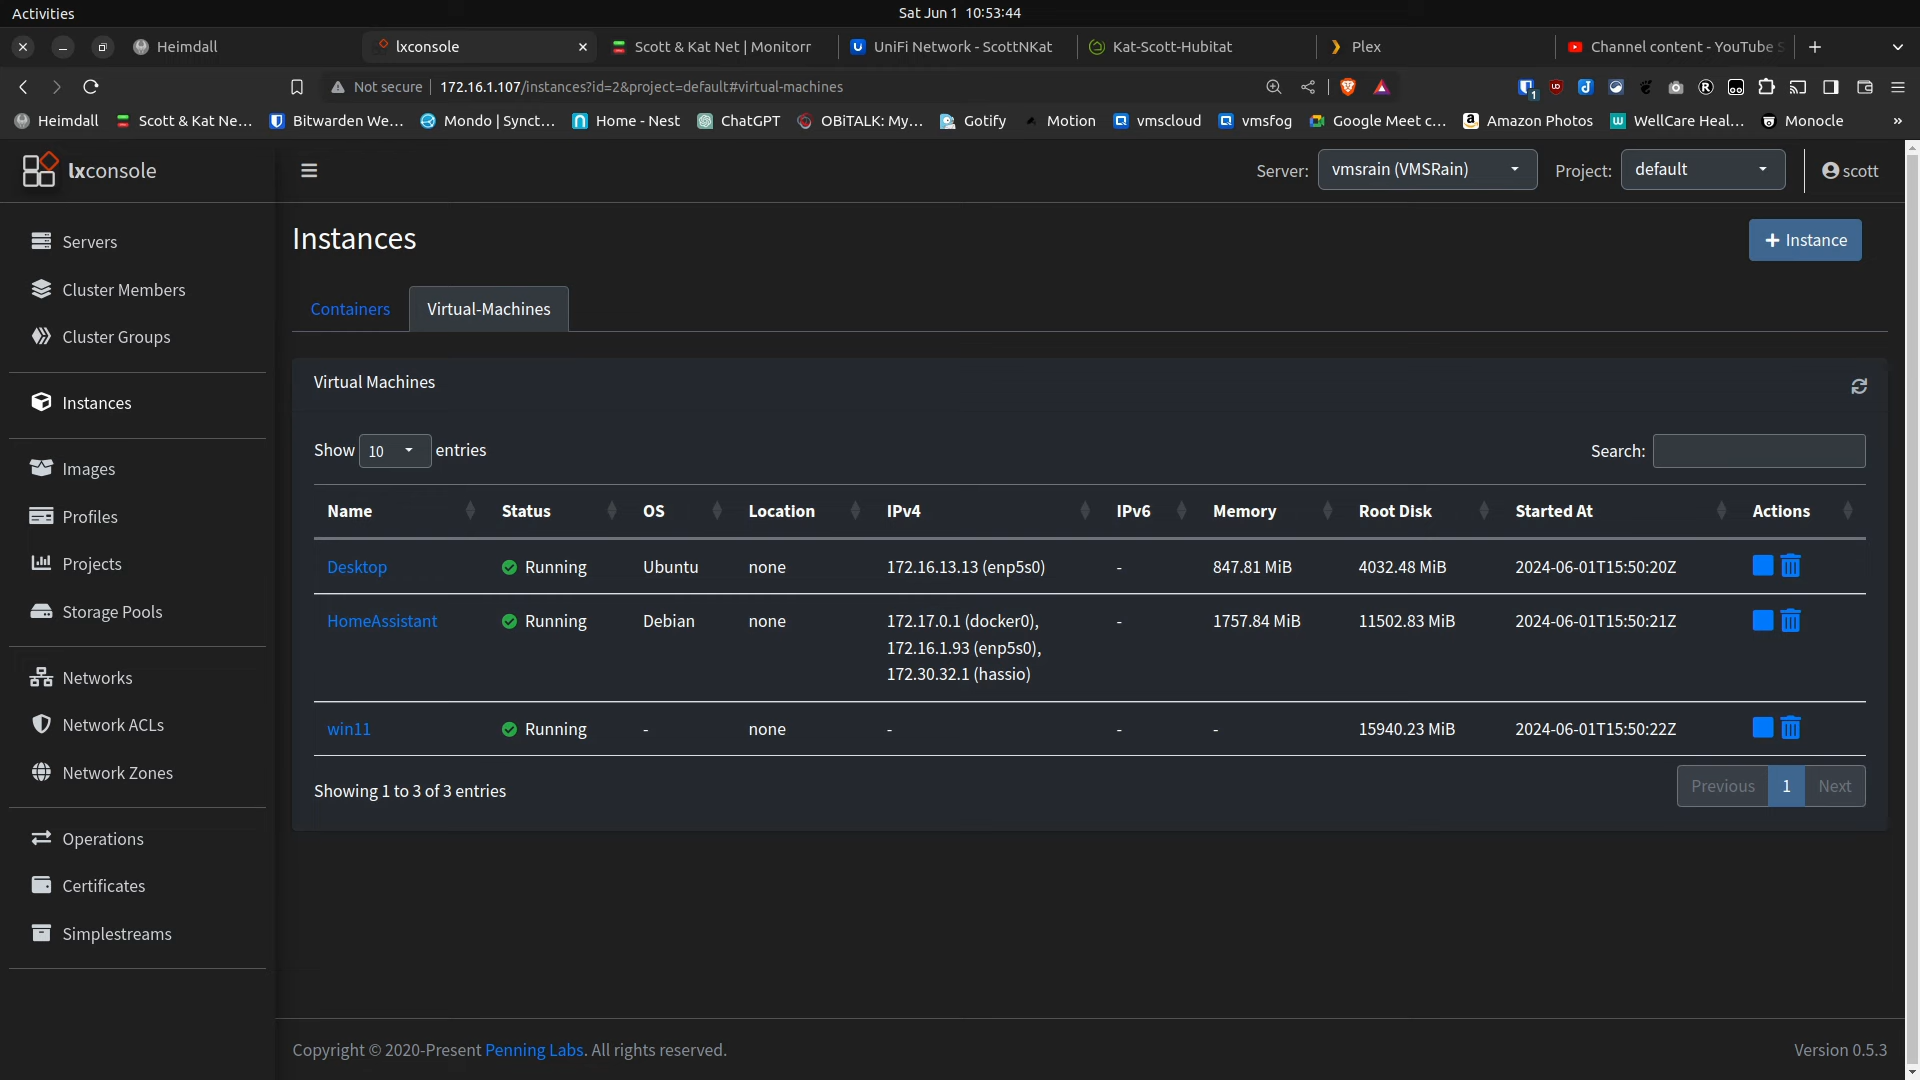 Activities
Sat Jun 1 10:53:44
Heimdall
lxconsole
Scott & Kat Net | Monitorr
UniFi Network - ScottNKat
Kat-Scott-Hubitat
Plex
Channel content - YouTube S
Not secure
172.16.1.107/instances?id=2&project=default#virtual-machines
1
Heimdall
Scott & Kat Ne...
Bitwarden We...
Mondo | Synct...
Home - Nest
ChatGPT
OBiTALK: My...
Gotify
Motion
vmscloud
vmsfog
Google Meet c...
Amazon Photos
WellCare Heal...
Monocle
»
lxconsole
Server: vmsrain (VMSRain)
Project: default
scott
Servers
Cluster Members
Cluster Groups
Instances
Images
Profiles
Projects
Storage Pools
Networks
Network ACLs
Network Zones
Operations
Certificates
Simplestreams
Instances
+ Instance
Containers
Virtual-Machines
Virtual Machines
Show 10 entries
Search:
Name Status OS Location IPv4 IPv6 Memory Root Disk Started At Actions
Desktop Running Ubuntu none 172.16.13.13 (enp5s0) - 847.81 MiB 4032.48 MiB 2024-06-01T15:50:20Z
HomeAssistant Running Debian none 172.17.0.1 (docker0), - 1757.84 MiB 11502.83 MiB 2024-06-01T15:50:21Z
172.16.1.93 (enp5s0),
172.30.32.1 (hassio)
win11 Running - none - - - 15940.23 MiB 2024-06-01T15:50:22Z
Showing 1 to 3 of 3 entries
Previous 1 Next
Copyright © 2020-Present Penning Labs. All rights reserved.
Version 0.5.3